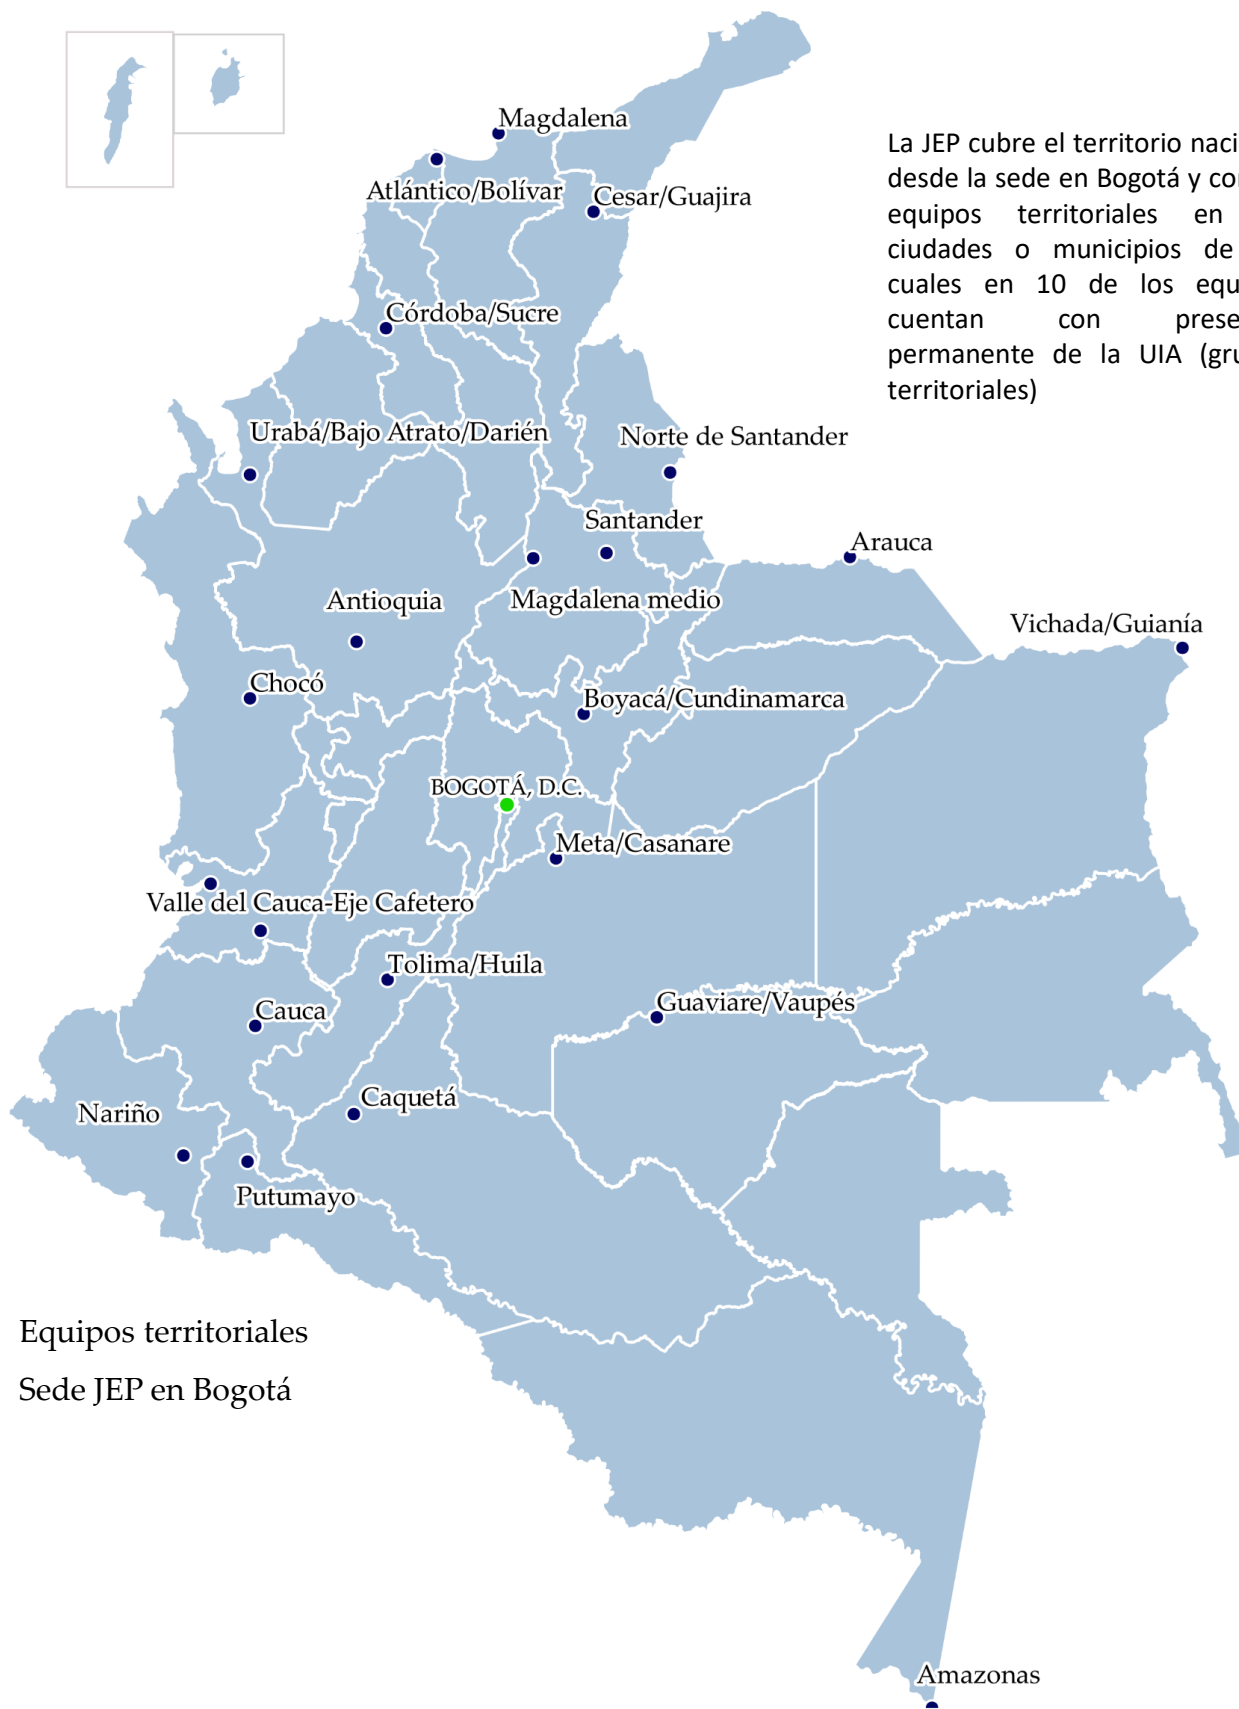 Magdalena
Atlántico/Bolívar
Cesar/Guajira
La JEP cubre el territorio naci
desde la sede en Bogotá y co
equipos territoriales en
ciudades o municipios de
cuales en 10 de los equ
cuentan con prese
permanente de la UIA (gru
territoriales)
Córdoba/Sucre
Urabá/Bajo Atrato/Darién
Norte de Santander
Santander
Arauca
Antioquia
Magdalena medio
Vichada/Guianía
Chocó
Boyacá/Cundinamarca
BOGOTÁ, D.C.
Meta/Casanare
Valle del Cauca-Eje Cafetero
Tolima/Huila
Cauca
Guaviare/Vaupés
Caquetá
Nariño
Putumayo
Equipos territoriales
Sede JEP en Bogotá
Amazonas